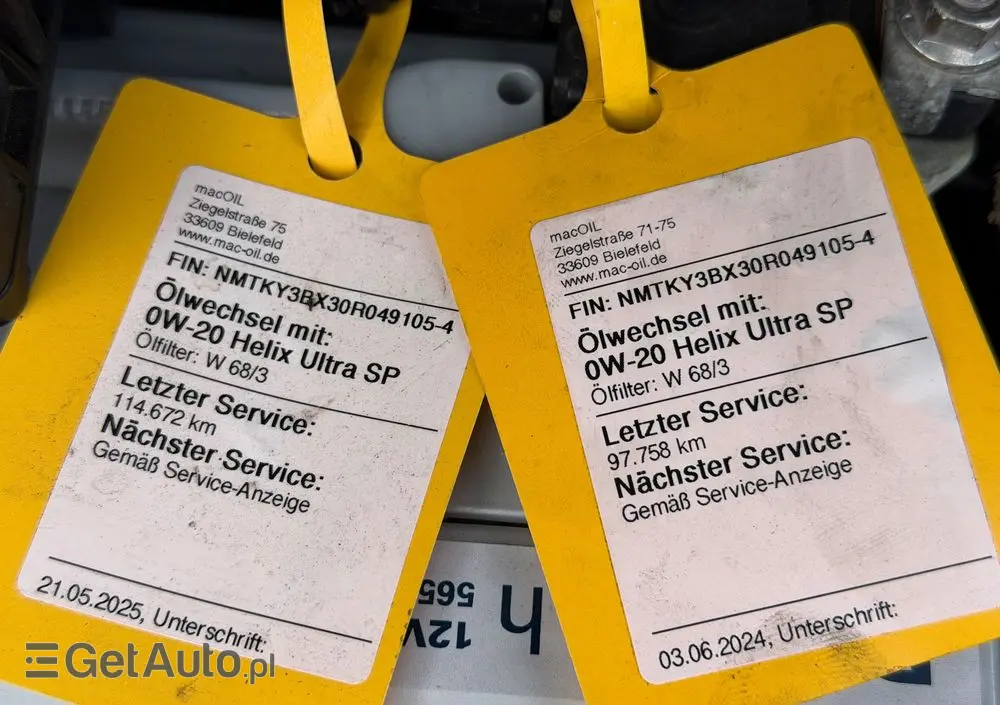 macOIL
Ziegelstraße 75
33609 Bielefeld
www.mac-oil.de
FIN: NMTKY3BX30R049105-4
Ölwechsel mit:
0W-20 Helix Ultra SP
Ölfilter: W 68/3
Letzter Service:
114.672 km
Nächster Service:
Gemäß Service-Anzeige
21.05.2025, Unterschrift:
macOIL
Ziegelstraße 71-75
33609 Bielefeld
www.mac-oil.de
FIN: NMTKY3BX30R049105-4
Ölwechsel mit:
0W-20 Helix Ultra SP
Ölfilter: W 68/3
Letzter Service:
97.758 km
Nächster Service:
Gemäß Service-Anzeige
03.06.2024, Unterschrift:
h
12V
565
GetAuto.pl